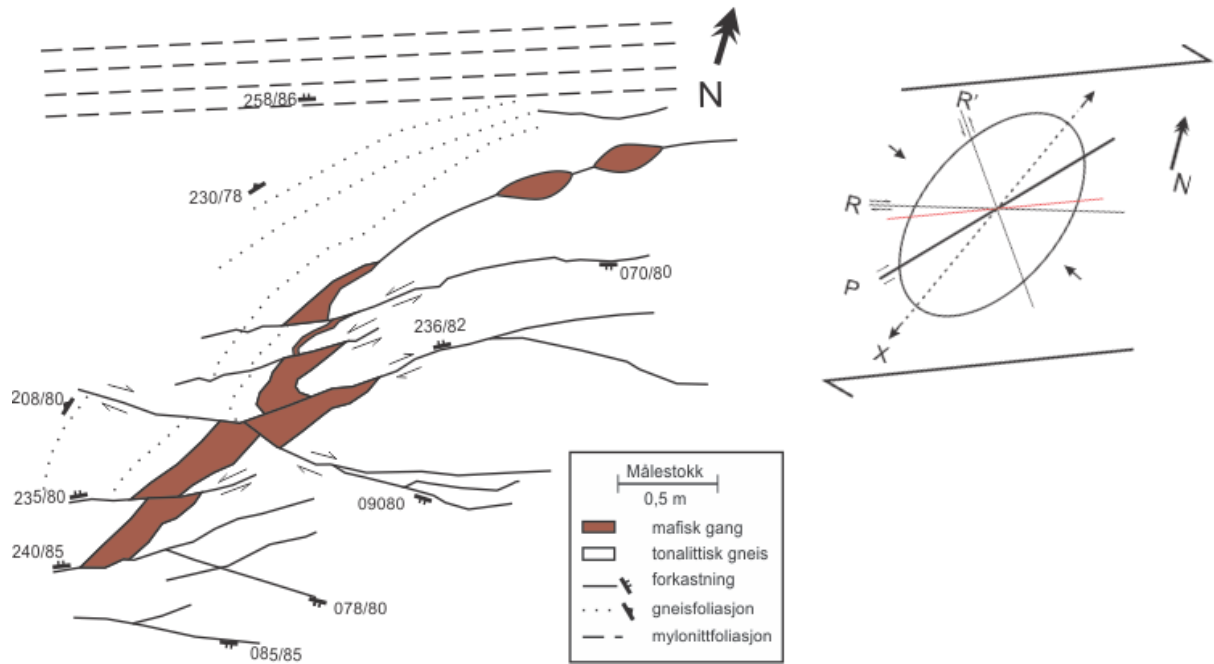 N
258/86
230/78
070/80
236/82
208/80
235/80
09080
240/85
078/80
085/85
Målestokk
0,5 m
mafisk gang
tonalittisk gneis
forkastning
gneisfoliasjon
mylonittfoliasjon
R'
R
P
X
N